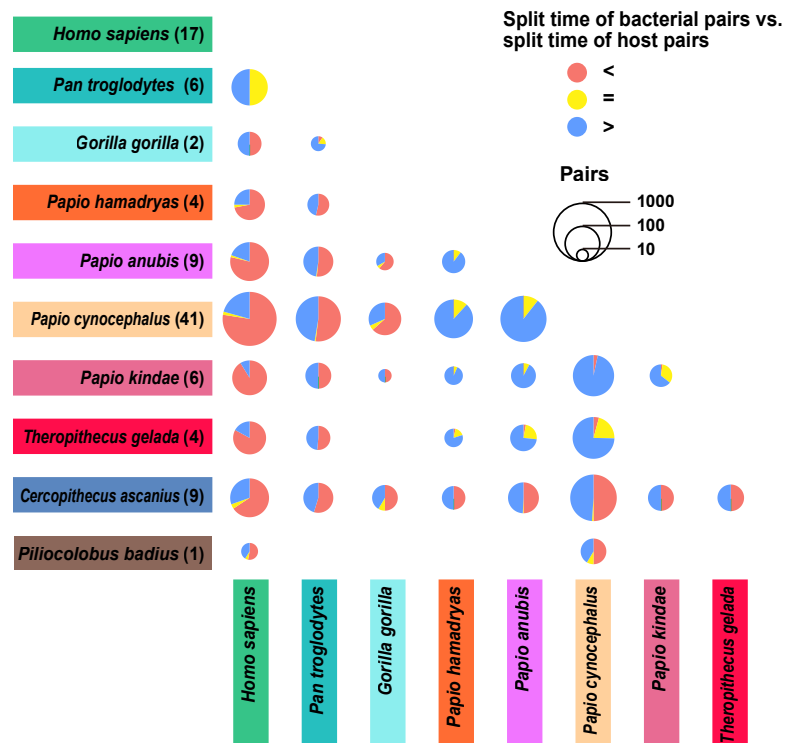 Split time of bacterial pairs vs.
split time of host pairs
<
=
>
Pairs
1000
100
10
Homo sapiens (17)
Pan troglodytes (6)
Gorilla gorilla (2)
Papio hamadryas (4)
Papio anubis (9)
Papio cynocephalus (41)
Papio kindae (6)
Theropithecus gelada (4)
Cercopithecus ascanius (9)
Piliocolobus badius (1)
Homo sapiens
Pan troglodytes
Gorilla gorilla
Papio hamadryas
Papio anubis
Papio cynocephalus
Papio kindae
Theropithecus gelada